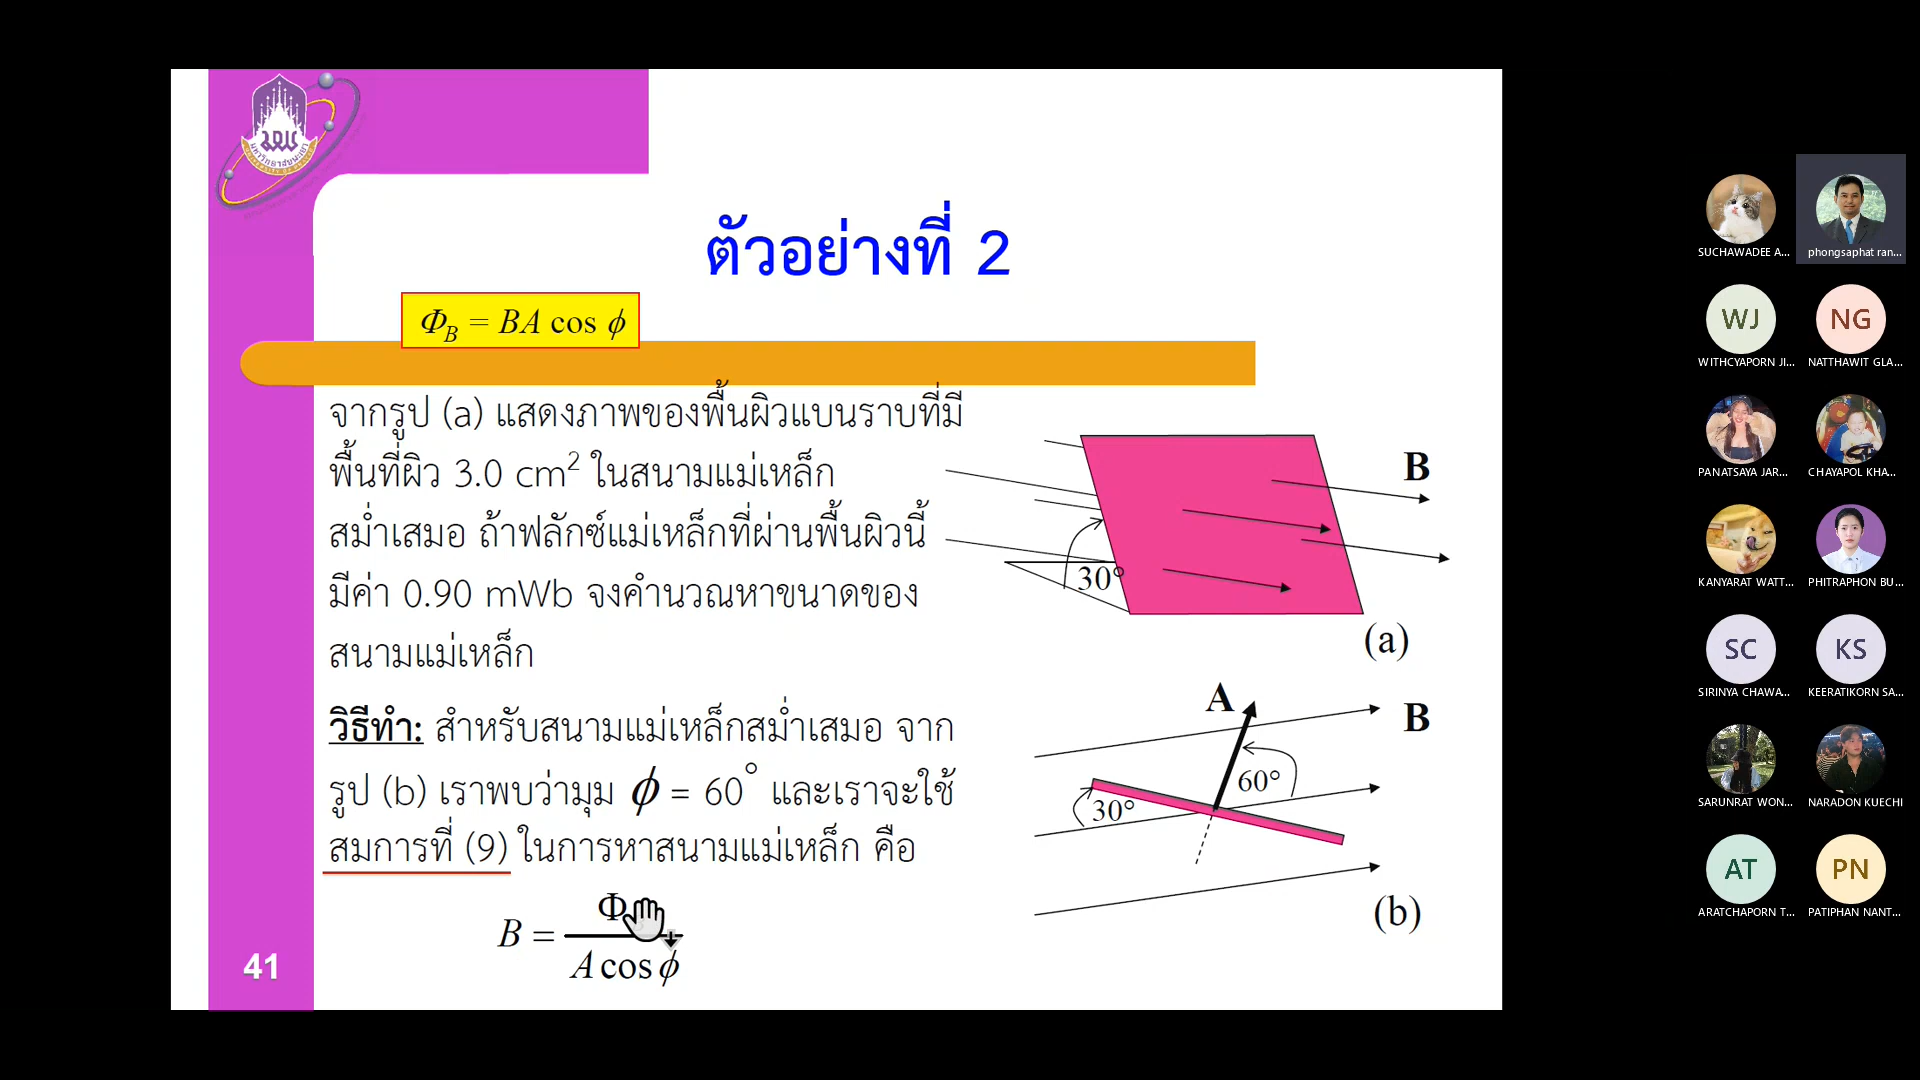 ตัวอย่างที่ 2
Φ_B = BA cos ϕ
จากรูป (a) แสดงภาพของพื้นผิวแบนราบที่มี
พื้นที่ผิว 3.0 cm² ในสนามแม่เหล็ก
สม่ำเสมอ ถ้าฟลักซ์แม่เหล็กที่ผ่านพื้นผิวนี้
มีค่า 0.90 mWb จงคำนวณหาขนาดของ
สนามแม่เหล็ก
วิธีทำ: สำหรับสนามแม่เหล็กสม่ำเสมอ จาก
รูป (b) เราพบว่ามุม ϕ = 60° และเราจะใช้
สมการที่ (9) ในการหาสนามแม่เหล็ก คือ
B = Φ
A cos ϕ
41
B
30°
(a)
A
B
60°
30°
(b)
SUCHAWADEE A...
phongsaphat ran...
WJ
WITHCYAPORN JI...
NG
NATTHAWIT GLA...
PANATSAYA JAR...
CHAYAPOL KHA...
KANYARAT WATT...
PHITRAPHON BU...
SC
SIRINYA CHAWA...
KS
KEERATIKORN SA...
SARUNRAT WON...
NARADON KUECHI
AT
ARATCHAPORN T...
PN
PATIPHAN NANT...